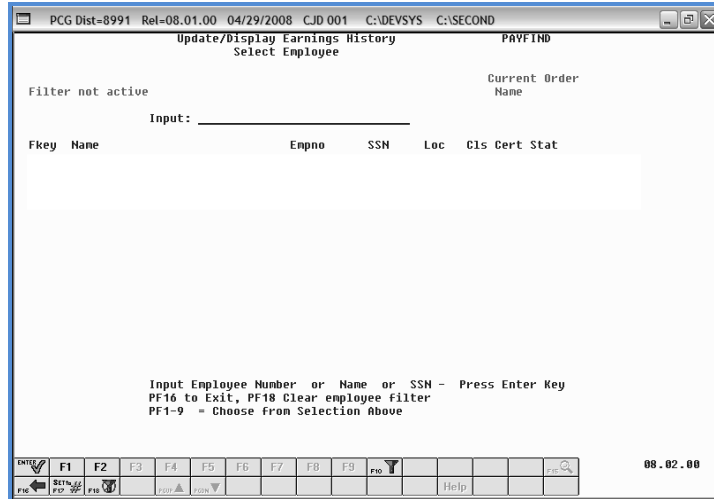 PCG Dist=8991 Rel=08.01.00 04/29/2008 CJD 001 C:\DEVSYS C:\SECOND
Update/Display Earnings History PAYFIND
Select Employee
Current Order
Filter not active Name
Input:
Fkey Name Empno SSN Loc Cls Cert Stat
Input Employee Number or Name or SSN - Press Enter Key
PF16 to Exit, PF18 Clear employee filter
PF1-9 = Choose from Selection Above
ENTER F1 F2 F3 F4 F5 F6 F7 F8 F9 F10 F15 08.02.00
F16 F17 F18 Help